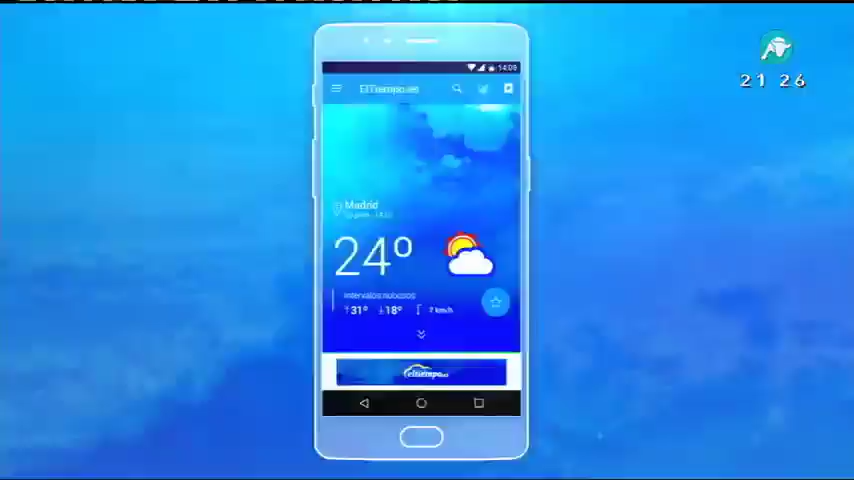 21 26
14:09
ElTiempo.es
Madrid
24º
Intervalos nubosos
31º 18º 7 km/h
eltiempo.es